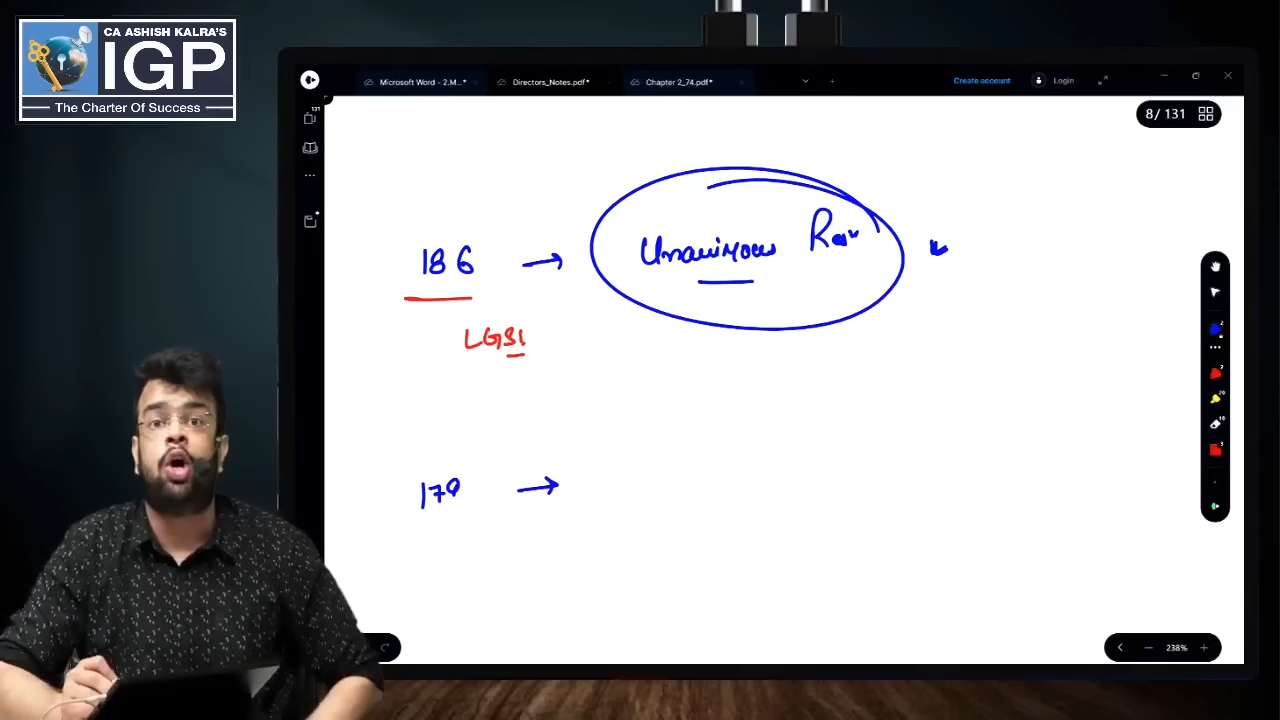 CA ASHISH KALRA'S
IGP
The Charter Of Success
Microsoft Word - 2.M...*
Directors_Notes.pdf*
Chapter 2_74.pdf*
Create account
Login
131
8/ 131
186 → Unanimous
LGSI
179 →
238%